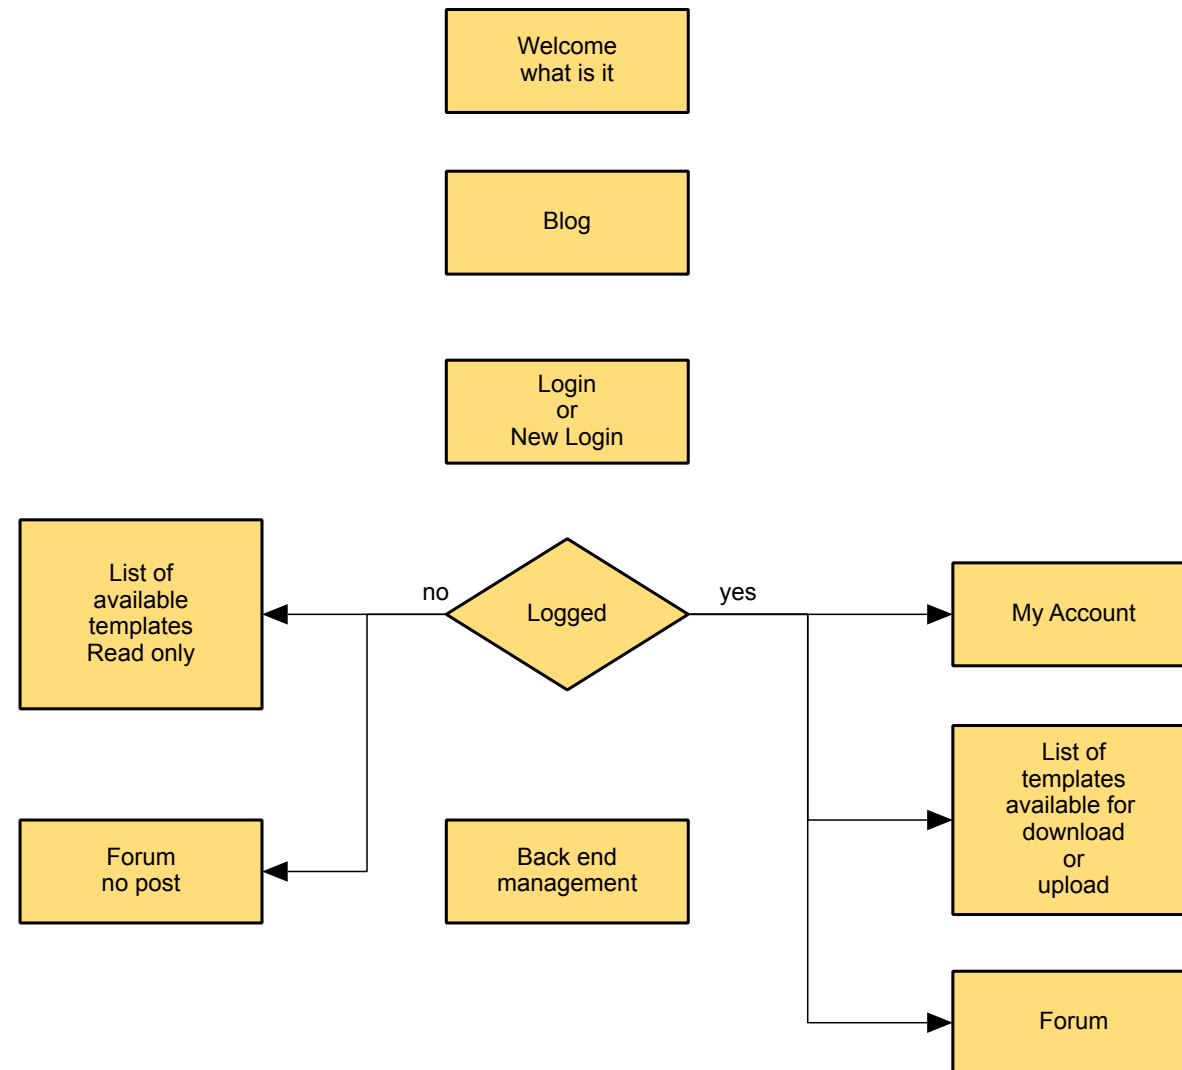 Welcome
what is it
Blog
Login
or
New Login
List of
available
templates
Read only
no
Logged
yes
My Account
List of
templates
available for
download
or
upload
Forum
no post
Back end
management
Forum